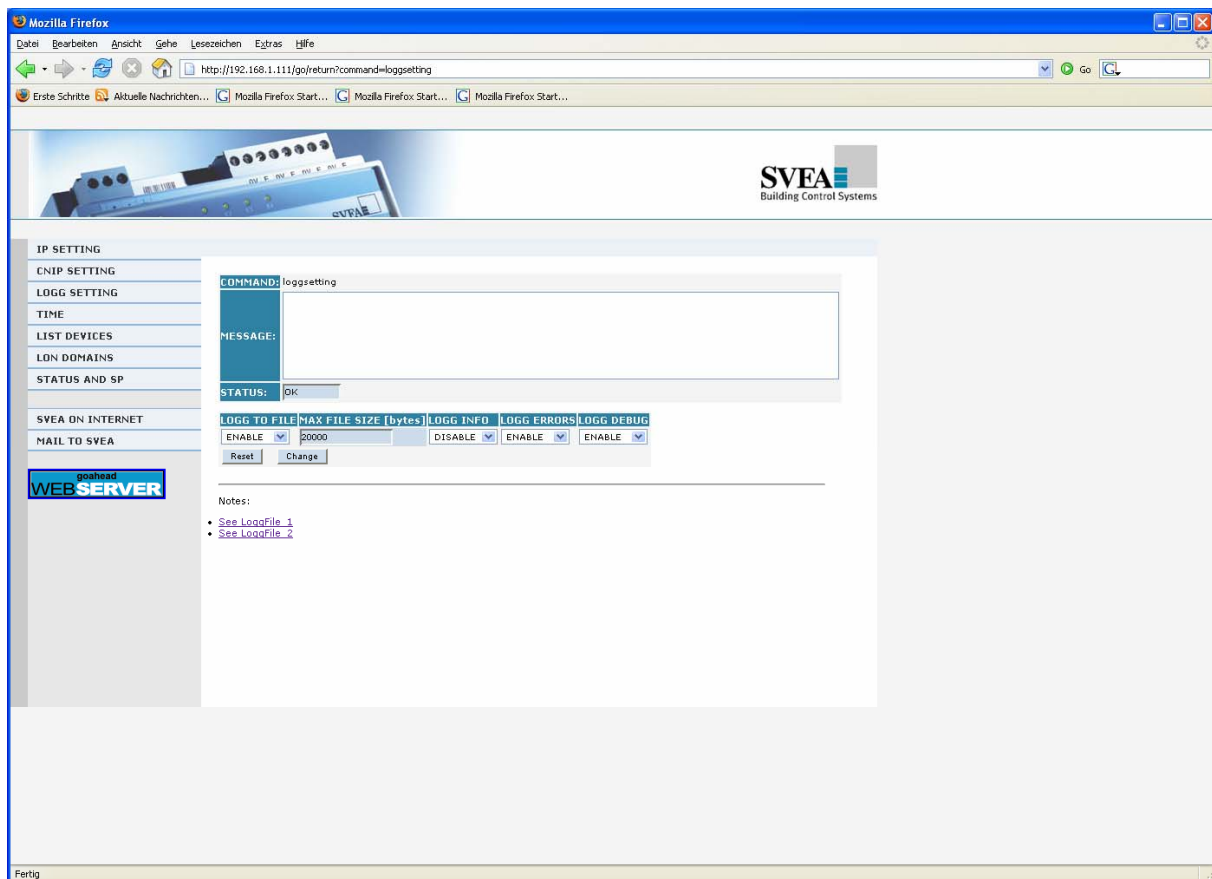 Mozilla Firefox
Datei Bearbeiten Ansicht Gehe Lesezeichen Extras Hilfe
http://192.168.1.111/go/return?command=loggsetting
Go
Erste Schritte Aktuelle Nachrichten... Mozilla Firefox Start... Mozilla Firefox Start... Mozilla Firefox Start...
SVEA
SVEA
Building Control Systems
IP SETTING
CNIP SETTING
LOGG SETTING
TIME
LIST DEVICES
LON DOMAINS
STATUS AND SP
SVEA ON INTERNET
MAIL TO SVEA
goahead
WEBSERVER
COMMAND: loggsetting
MESSAGE:
STATUS: OK
LOGG TO FILE MAX FILE SIZE [bytes] LOGG INFO LOGG ERRORS LOGG DEBUG
ENABLE 20000 DISABLE ENABLE ENABLE
Reset Change
Notes:
See LoggFile_1
See LoggFile_2
Fertig